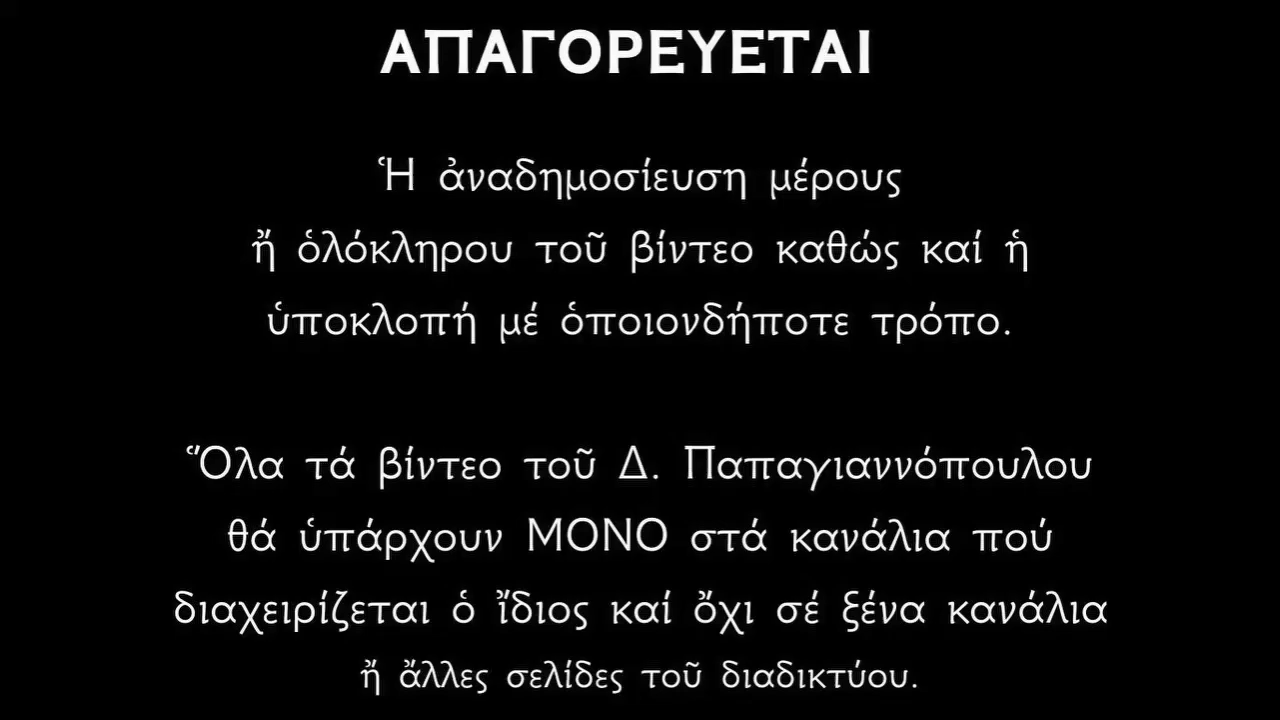 ΑΠΑΓΟΡΕΥΕΤΑΙ
Ἡ ἀναδημοσίευση μέρους
ἤ ὁλόκληρου τοῦ βίντεο καθώς καί ἡ
ὑποκλοπή μέ ὁποιονδήποτε τρόπο.
Ὅλα τά βίντεο τοῦ Δ. Παπαγιαννόπουλου
θά ὑπάρχουν ΜΟΝΟ στά κανάλια πού
διαχειρίζεται ὁ ἴδιος καί ὄχι σέ ξένα κανάλια
ἤ ἄλλες σελίδες τοῦ διαδικτύου.